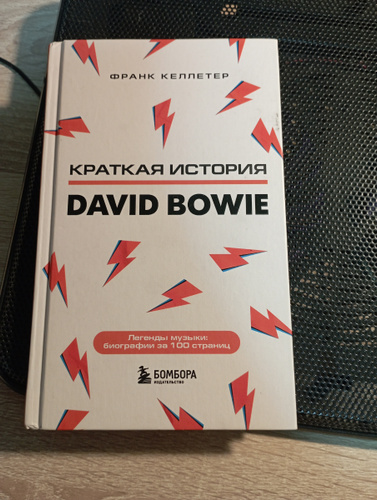 ФРАНК КЕЛЛЕТЕР
КРАТКАЯ ИСТОРИЯ
DAVID BOWIE
Легенды музыки:
биографии за 100 страниц
БОМБОРА
ИЗДАТЕЛЬСТВО